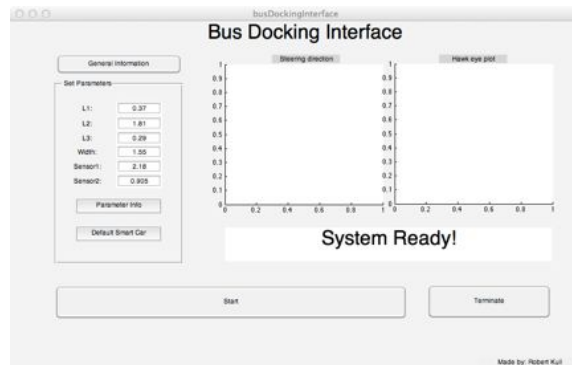 busDockingInterface
Bus Docking Interface
General Information
Set Parameters
L1: 0.37
L2: 1.81
L3: 0.29
Width: 1.55
Sensor1: 2.18
Sensor2: 0.905
Parameter Info
Default Smart Car
Steering direction
1
0.9
0.8
0.7
0.6
0.5
0.4
0.3
0.2
0.1
0
0 0.2 0.4 0.6 0.8 1
Hawk eye plot
1
0.9
0.8
0.7
0.6
0.5
0.4
0.3
0.2
0.1
0
0 0.2 0.4 0.6 0.8 1
System Ready!
Start
Terminate
Made by: Robert Kull